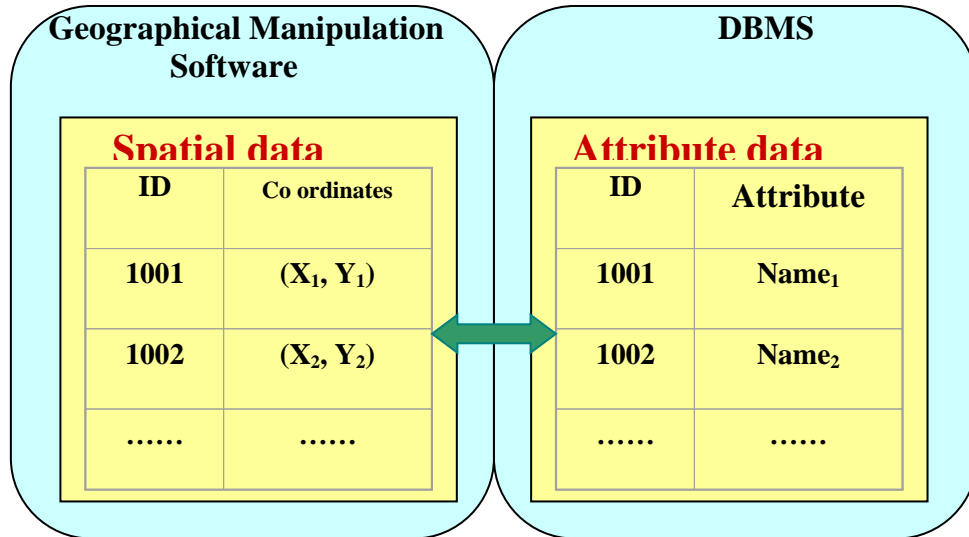 Geographical Manipulation
Software
Spatial data
ID Co ordinates
1001 (X₁, Y₁)
1002 (X₂, Y₂)
...... ......
DBMS
Attribute data
ID Attribute
1001 Name₁
1002 Name₂
...... ......